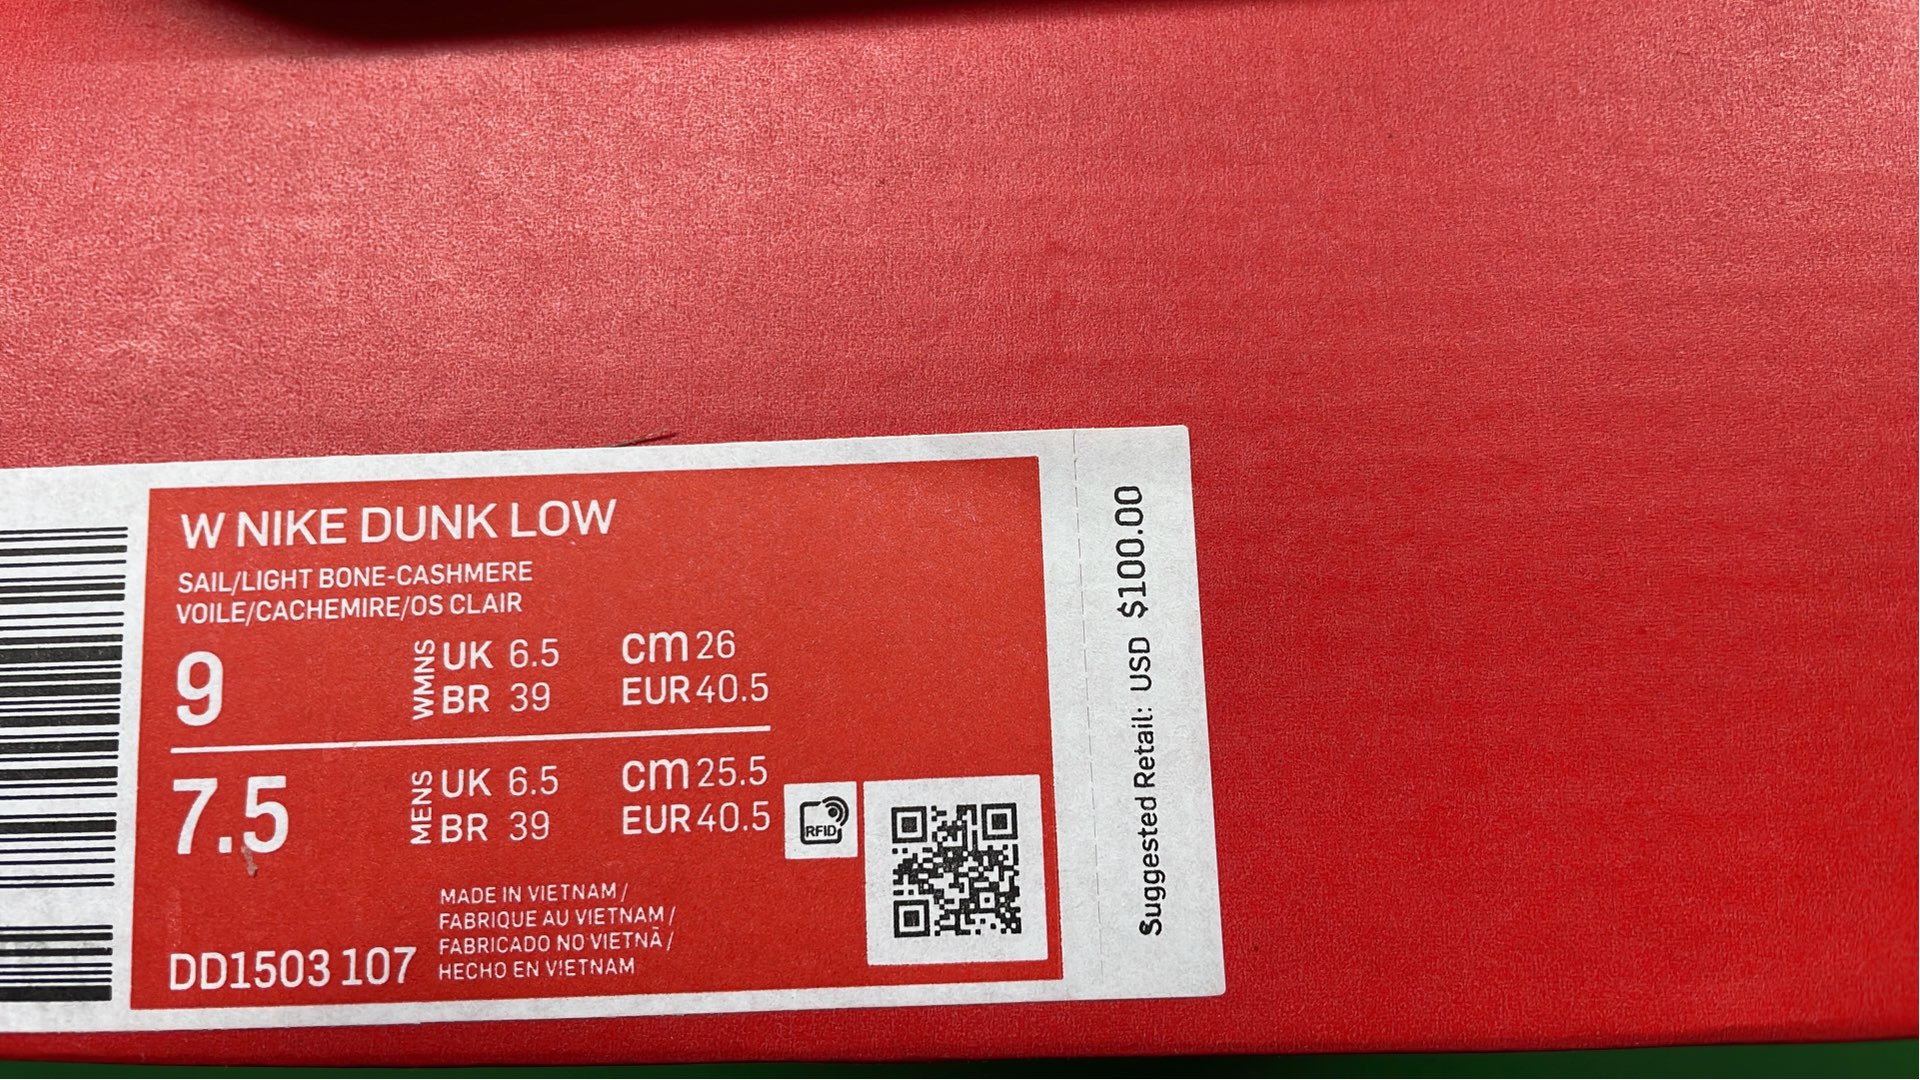 W NIKE DUNK LOW
SAIL/LIGHT BONE-CASHMERE
VOILE/CACHEMIRE/OS CLAIR
9
WMNS
UK 6.5
BR 39
cm 26
EUR 40.5
7.5
MENS
UK 6.5
BR 39
cm 25.5
EUR 40.5
RFID
MADE IN VIETNAM /
FABRIQUE AU VIETNAM /
FABRICADO NO VIETNÃ /
HECHO EN VIETNAM
DD1503 107
Suggested Retail: USD $100.00